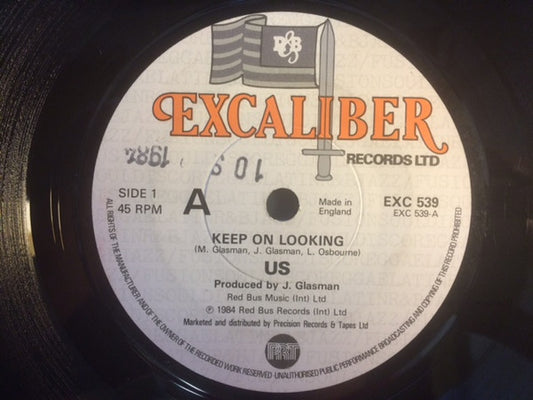 R&B
EXCALIBER
RECORDS LTD
1984
10 S
SIDE 1
45 RPM
A
Made in
England
EXC 539
EXC 539-A
KEEP ON LOOKING
(M. Glasman, J. Glasman, L. Osbourne)
US
Produced by J. Glasman
Red Bus Music (Int) Ltd
℗ 1984 Red Bus Records (Int) Ltd
Marketed and distributed by Precision Records & Tapes Ltd
PRT
ALL RIGHTS OF THE MANUFACTURER AND OF THE OWNER OF THE RECORDED WORK RESERVED - UNAUTHORISED PUBLIC PERFORMANCE BROADCASTING AND COPYING OF THIS RECORD PROHIBITED